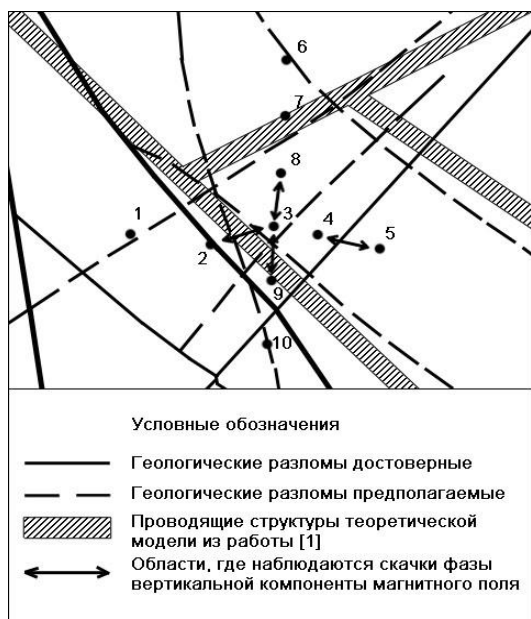 6
7
8
1
3
4
2
5
9
10
Условные обозначения
Геологические разломы достоверные
Геологические разломы предполагаемые
Проводящие структуры теоретической
модели из работы [1]
Области, где наблюдаются скачки фазы
вертикальной компоненты магнитного поля